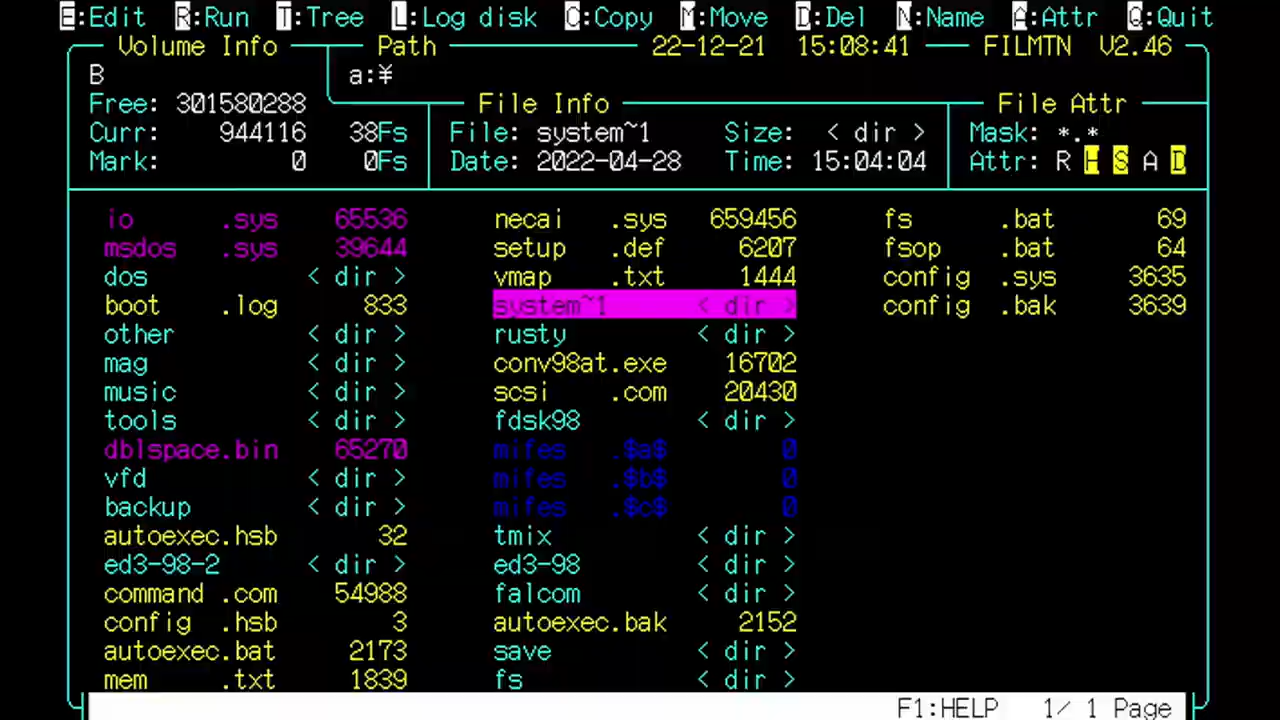 E:Edit R:Run T:Tree L:Log disk C:Copy M:Move D:Del N:Name A:Attr Q:Quit
Volume Info Path 22-12-21 15:08:41 FILMTN V2.46
B a:¥
Free: 301580288 File Info File Attr
Curr: 944116 38Fs File: system~1 Size: < dir > Mask: *.*
Mark: 0 0Fs Date: 2022-04-28 Time: 15:04:04 Attr: R H S A D
io .sys 65536 necai .sys 659456 fs .bat 69
msdos .sys 39644 setup .def 6207 fsop .bat 64
dos < dir > vmap .txt 1444 config .sys 3635
boot .log 833 system~1 < dir > config .bak 3639
other < dir > rusty < dir >
mag < dir > conv98at.exe 16702
music < dir > scsi .com 20430
tools < dir > fdsk98 < dir >
dblspace.bin 65270 mifes .$a$ 0
vfd < dir > mifes .$b$ 0
backup < dir > mifes .$c$ 0
autoexec.hsb 32 tmix < dir >
ed3-98-2 < dir > ed3-98 < dir >
command .com 54988 falcom < dir >
config .hsb 3 autoexec.bak 2152
autoexec.bat 2173 save < dir >
mem .txt 1839 fs < dir >
F1:HELP 1/ 1 Page